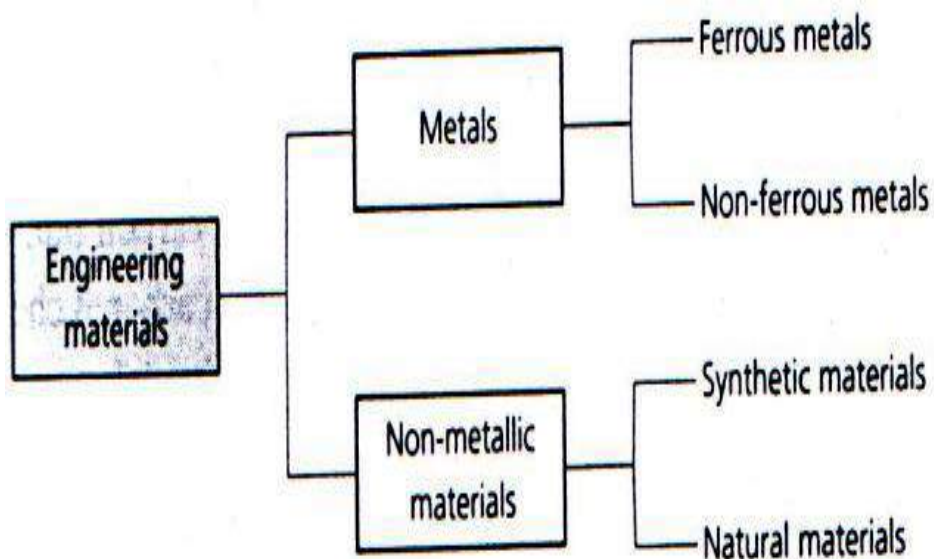 Ferrous metals
Metals
Non-ferrous metals
Engineering
materials
Synthetic materials
Non-metallic
materials
Natural materials